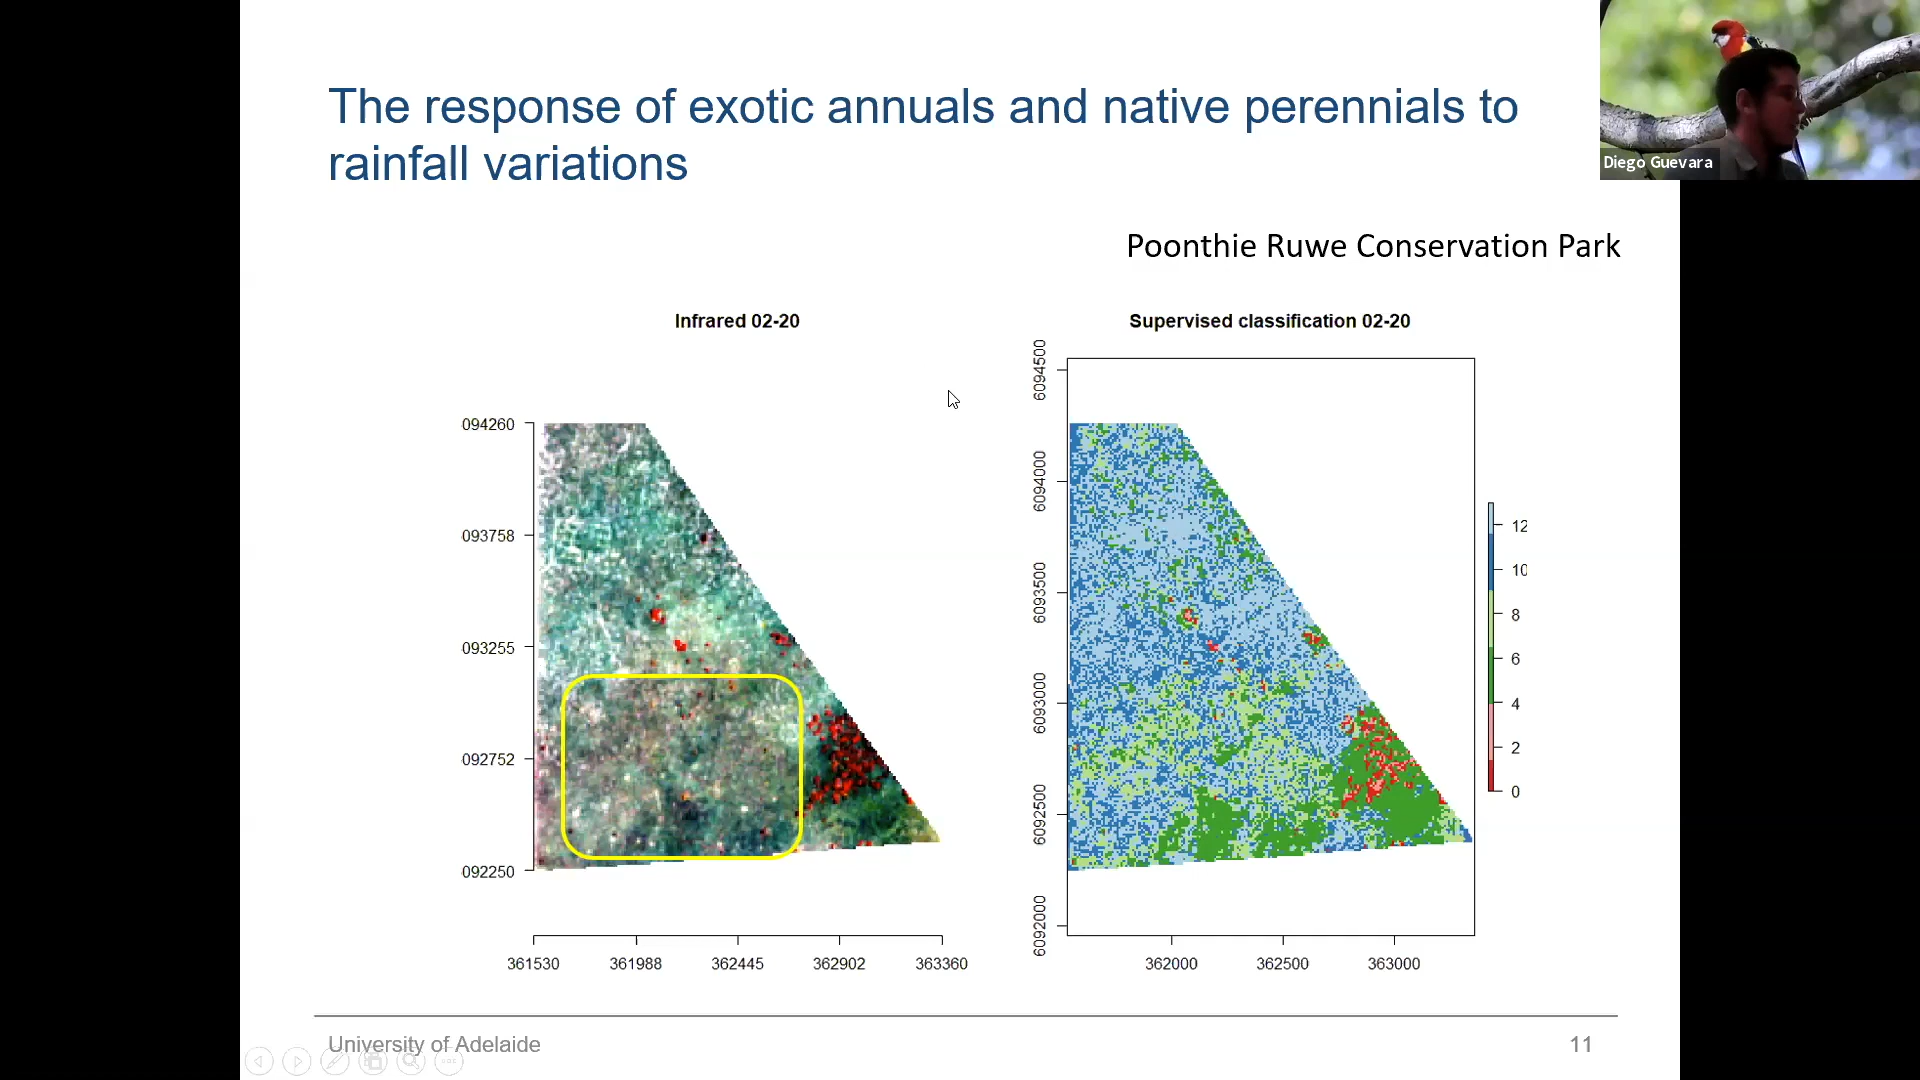 The response of exotic annuals and native perennials to
rainfall variations
Diego Guevara
Poonthie Ruwe Conservation Park
Infrared 02-20
094260
093758
093255
092752
092250
361530 361988 362445 362902 363360
Supervised classification 02-20
6094500
6094000
6093500
6093000
6092500
6092000
362000 362500 363000
12
10
8
6
4
2
0
University of Adelaide
11